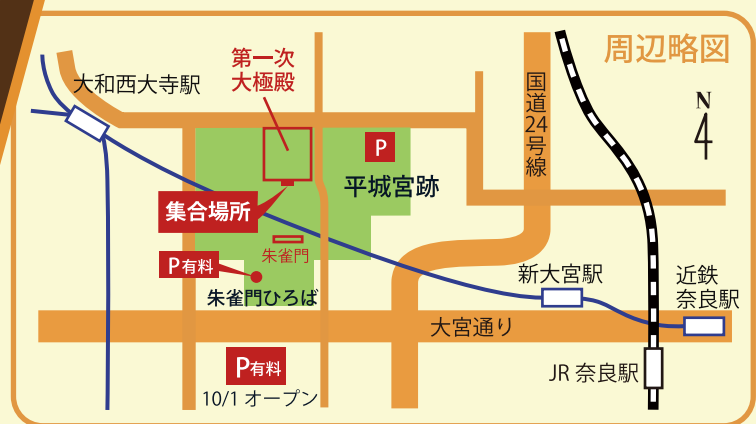 周辺略図
第一次
大極殿
大和西大寺駅
国道24号線
N
P
平城宮跡
集合場所
朱雀門
P有料
朱雀門ひろば
新大宮駅
近鉄
奈良駅
大宮通り
P有料
10/1 オープン
JR 奈良駅